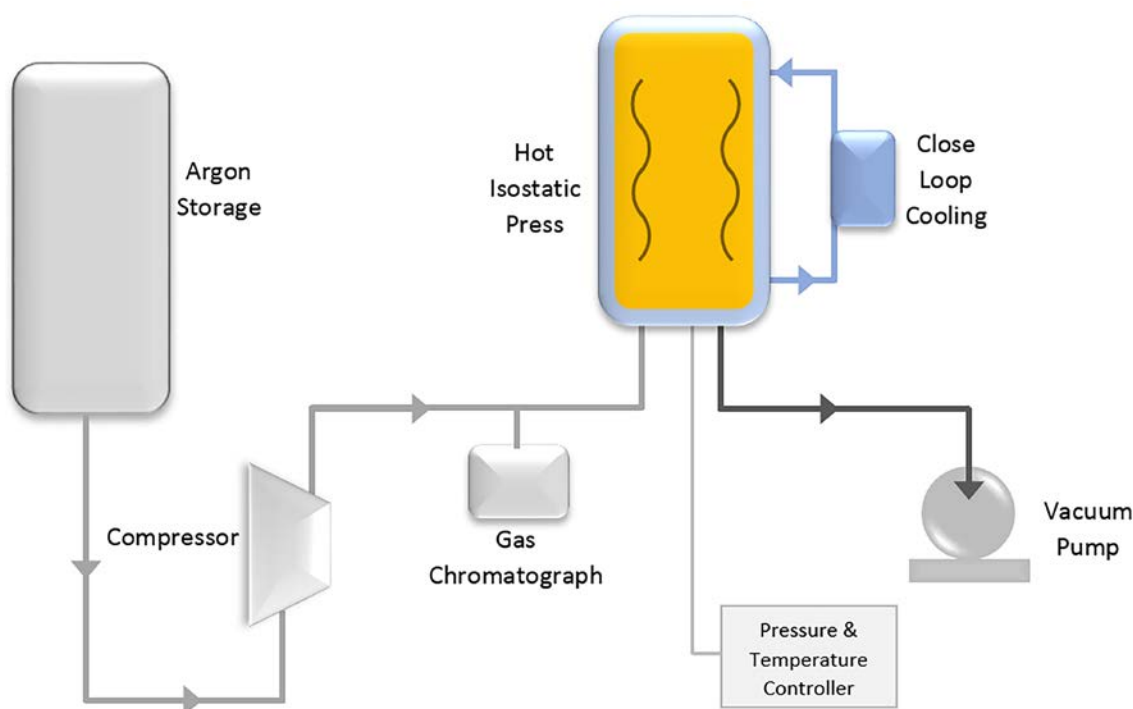 Argon
Storage
Hot
Isostatic
Press
Close
Loop
Cooling
Compressor
Gas
Chromatograph
Vacuum
Pump
Pressure &
Temperature
Controller